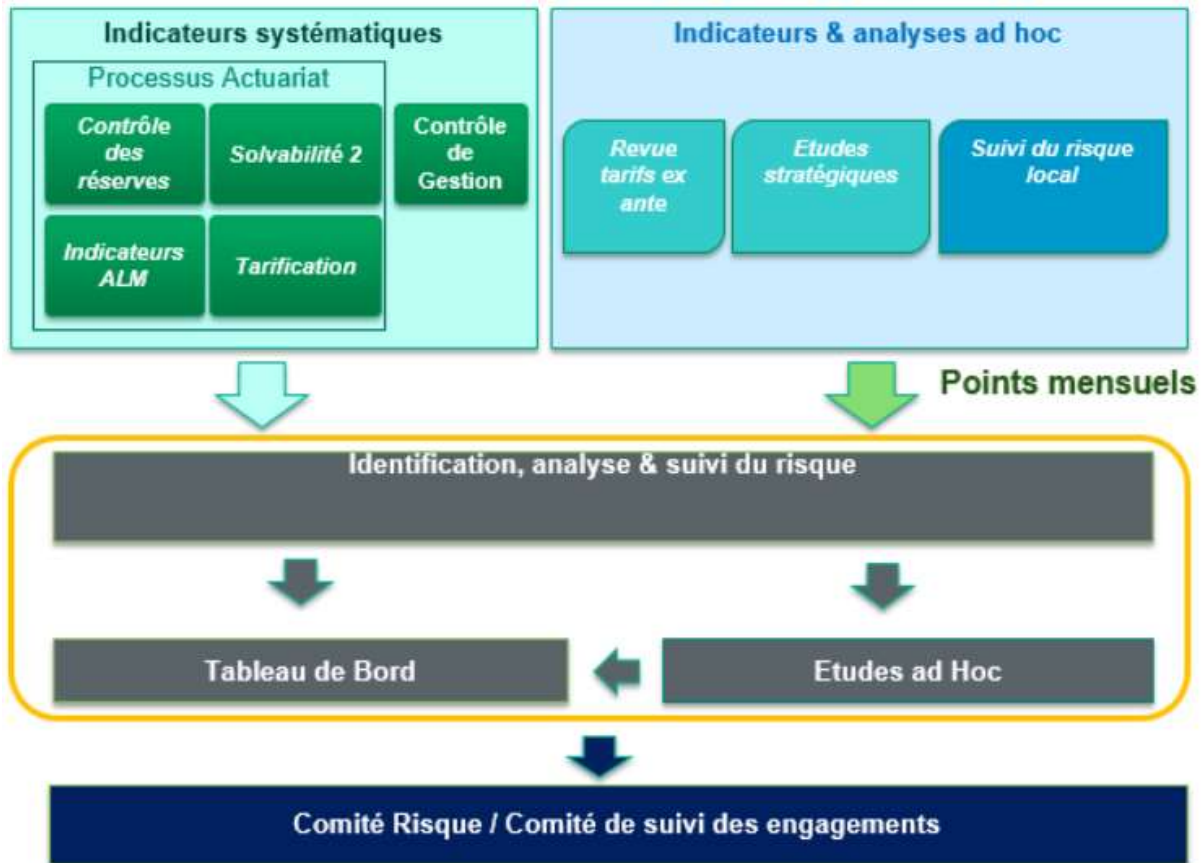 Indicateurs systématiques
Processus Actuariat
Contrôle
des
réserves
Solvabilité 2
Contrôle
de
Gestion
Indicateurs
ALM
Tarification
Indicateurs & analyses ad hoc
Revue
tarifs ex
ante
Etudes
stratégiques
Suivi du risque
local
Points mensuels
Identification, analyse & suivi du risque
Tableau de Bord
Etudes ad Hoc
Comité Risque / Comité de suivi des engagements